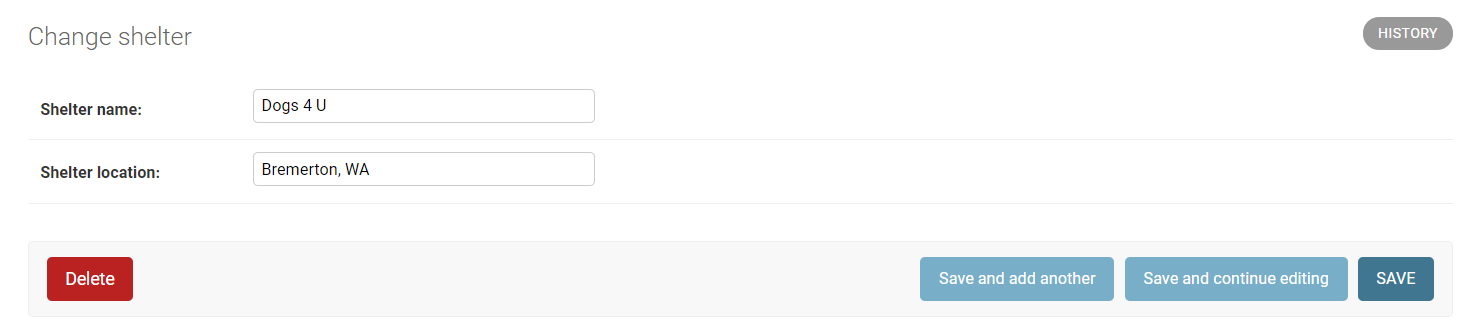 Change shelter
HISTORY
Shelter name: Dogs 4 U
Shelter location: Bremerton, WA
Delete Save and add another Save and continue editing SAVE